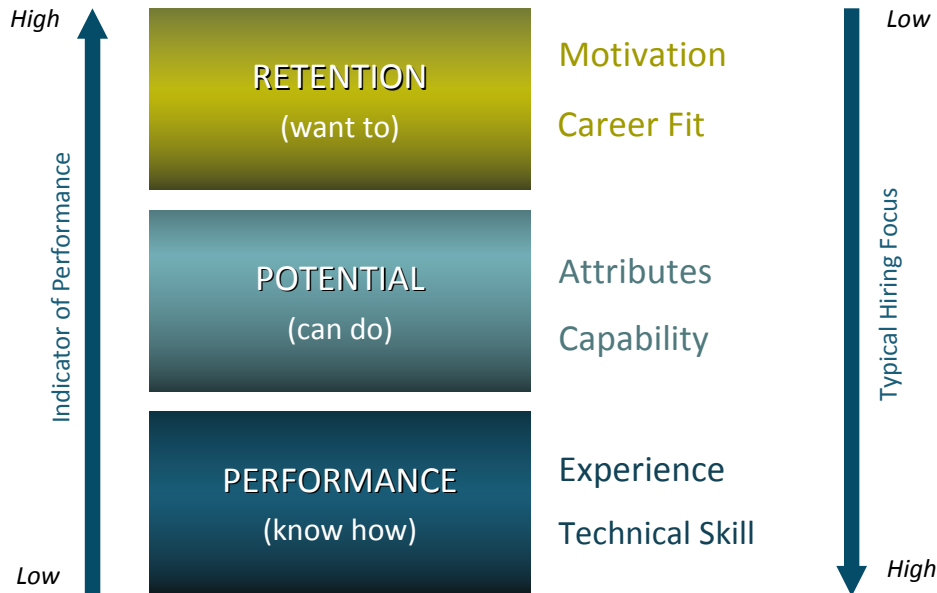 High
Low
RETENTION
(want to)
Motivation
Career Fit
Indicator of Performance
POTENTIAL
(can do)
Attributes
Capability
Typical Hiring Focus
PERFORMANCE
(know how)
Experience
Technical Skill
Low
High